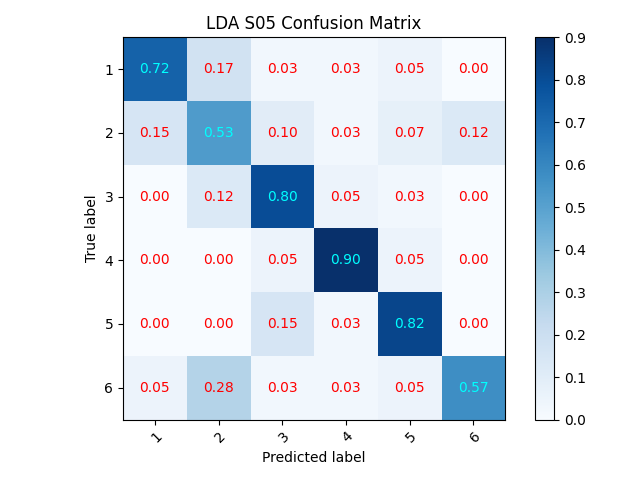 LDA S05 Confusion Matrix
True label
1 0.72 0.17 0.03 0.03 0.05 0.00
2 0.15 0.53 0.10 0.03 0.07 0.12
3 0.00 0.12 0.80 0.05 0.03 0.00
4 0.00 0.00 0.05 0.90 0.05 0.00
5 0.00 0.00 0.15 0.03 0.82 0.00
6 0.05 0.28 0.03 0.03 0.05 0.57
1 2 3 4 5 6
Predicted label
0.9
0.8
0.7
0.6
0.5
0.4
0.3
0.2
0.1
0.0